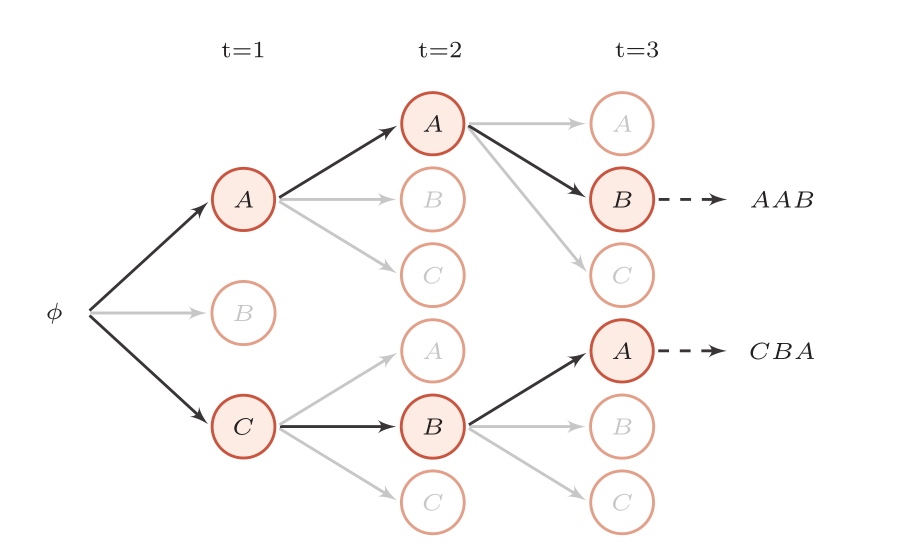 t=1 t=2 t=3
A A
A B B AAB
C C
ϕ B
A A CBA
C B B
C C